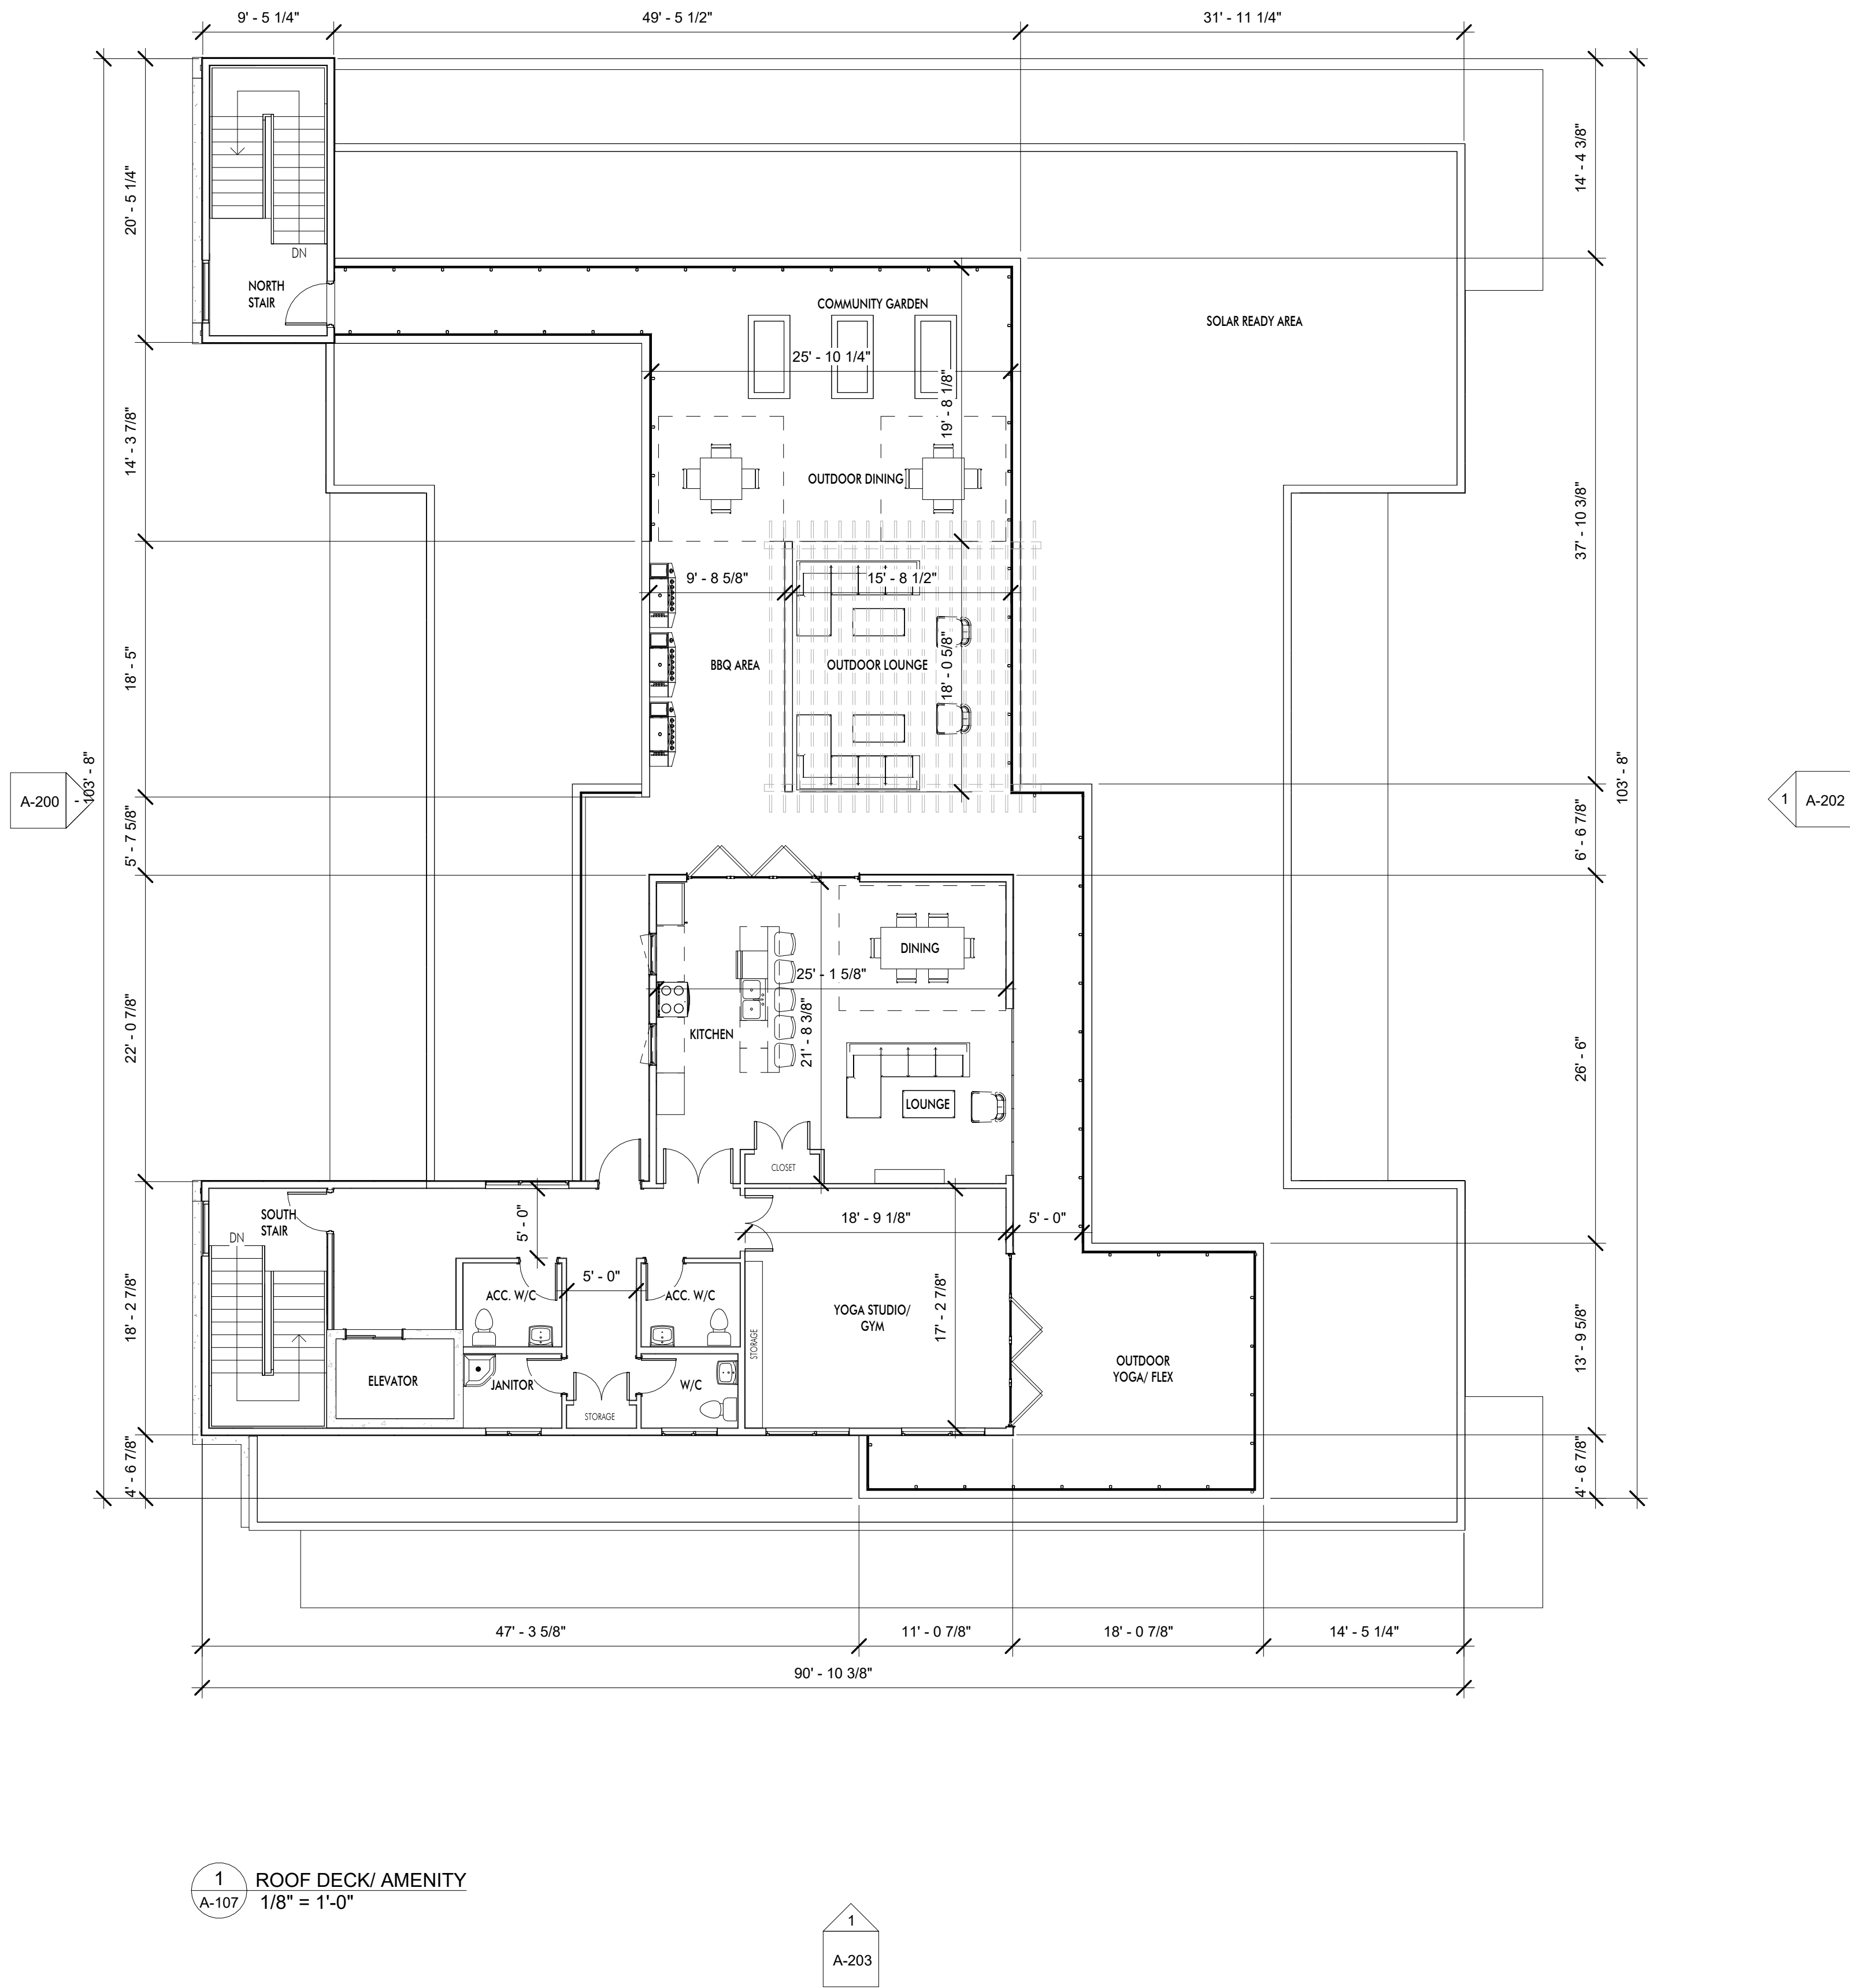 9' - 5 1/4"
49' - 5 1/2"
31' - 11 1/4"
20' - 5 1/4"
14' - 3 7/8"
18' - 5"
5' - 7 5/8"
22' - 0 7/8"
18' - 2 7/8"
4' - 6 7/8"
103' - 8"
A-200
14' - 4 3/8"
37' - 10 3/8"
6' - 6 7/8"
26' - 6"
13' - 9 5/8"
4' - 6 7/8"
103' - 8"
1
A-202
DN
NORTH
STAIR
COMMUNITY GARDEN
SOLAR READY AREA
25' - 10 1/4"
19' - 8 1/8"
OUTDOOR DINING
9' - 8 5/8"
15' - 8 1/2"
BBQ AREA
OUTDOOR LOUNGE
18' - 0 5/8"
DINING
25' - 1 5/8"
21' - 8 3/8"
KITCHEN
LOUNGE
CLOSET
SOUTH
STAIR
DN
5' - 0"
18' - 9 1/8"
5' - 0"
5' - 0"
ACC. W/C
ACC. W/C
YOGA STUDIO/
GYM
17' - 2 7/8"
STORAGE
OUTDOOR
YOGA/ FLEX
ELEVATOR
JANITOR
W/C
STORAGE
47' - 3 5/8"
11' - 0 7/8"
18' - 0 7/8"
14' - 5 1/4"
90' - 10 3/8"
1
A-107
ROOF DECK/ AMENITY
1/8" = 1'-0"
1
A-203